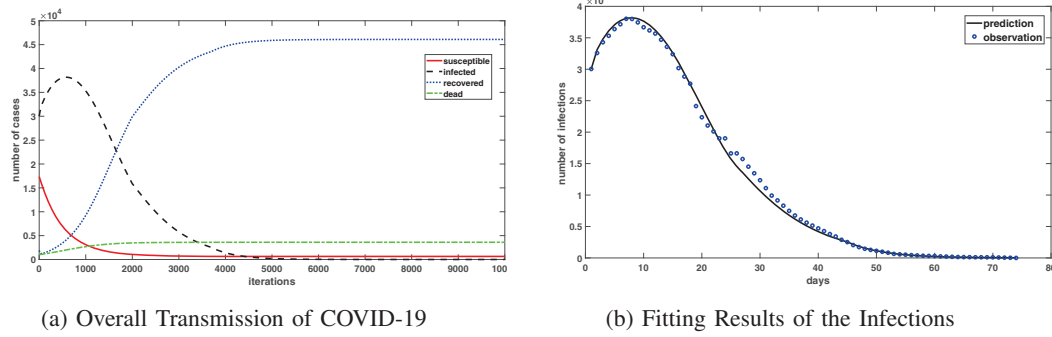 ×10⁴
5
4.5
4
3.5
3
2.5
2
1.5
1
0.5
0
number of cases
susceptible
infected
recovered
dead
0 1000 2000 3000 4000 5000 6000 7000 8000 9000 100
iterations
(a) Overall Transmission of COVID-19
4
3.5
3
2.5
2
1.5
1
0.5
0
number of infections
prediction
observation
0 10 20 30 40 50 60 70 80
days
(b) Fitting Results of the Infections